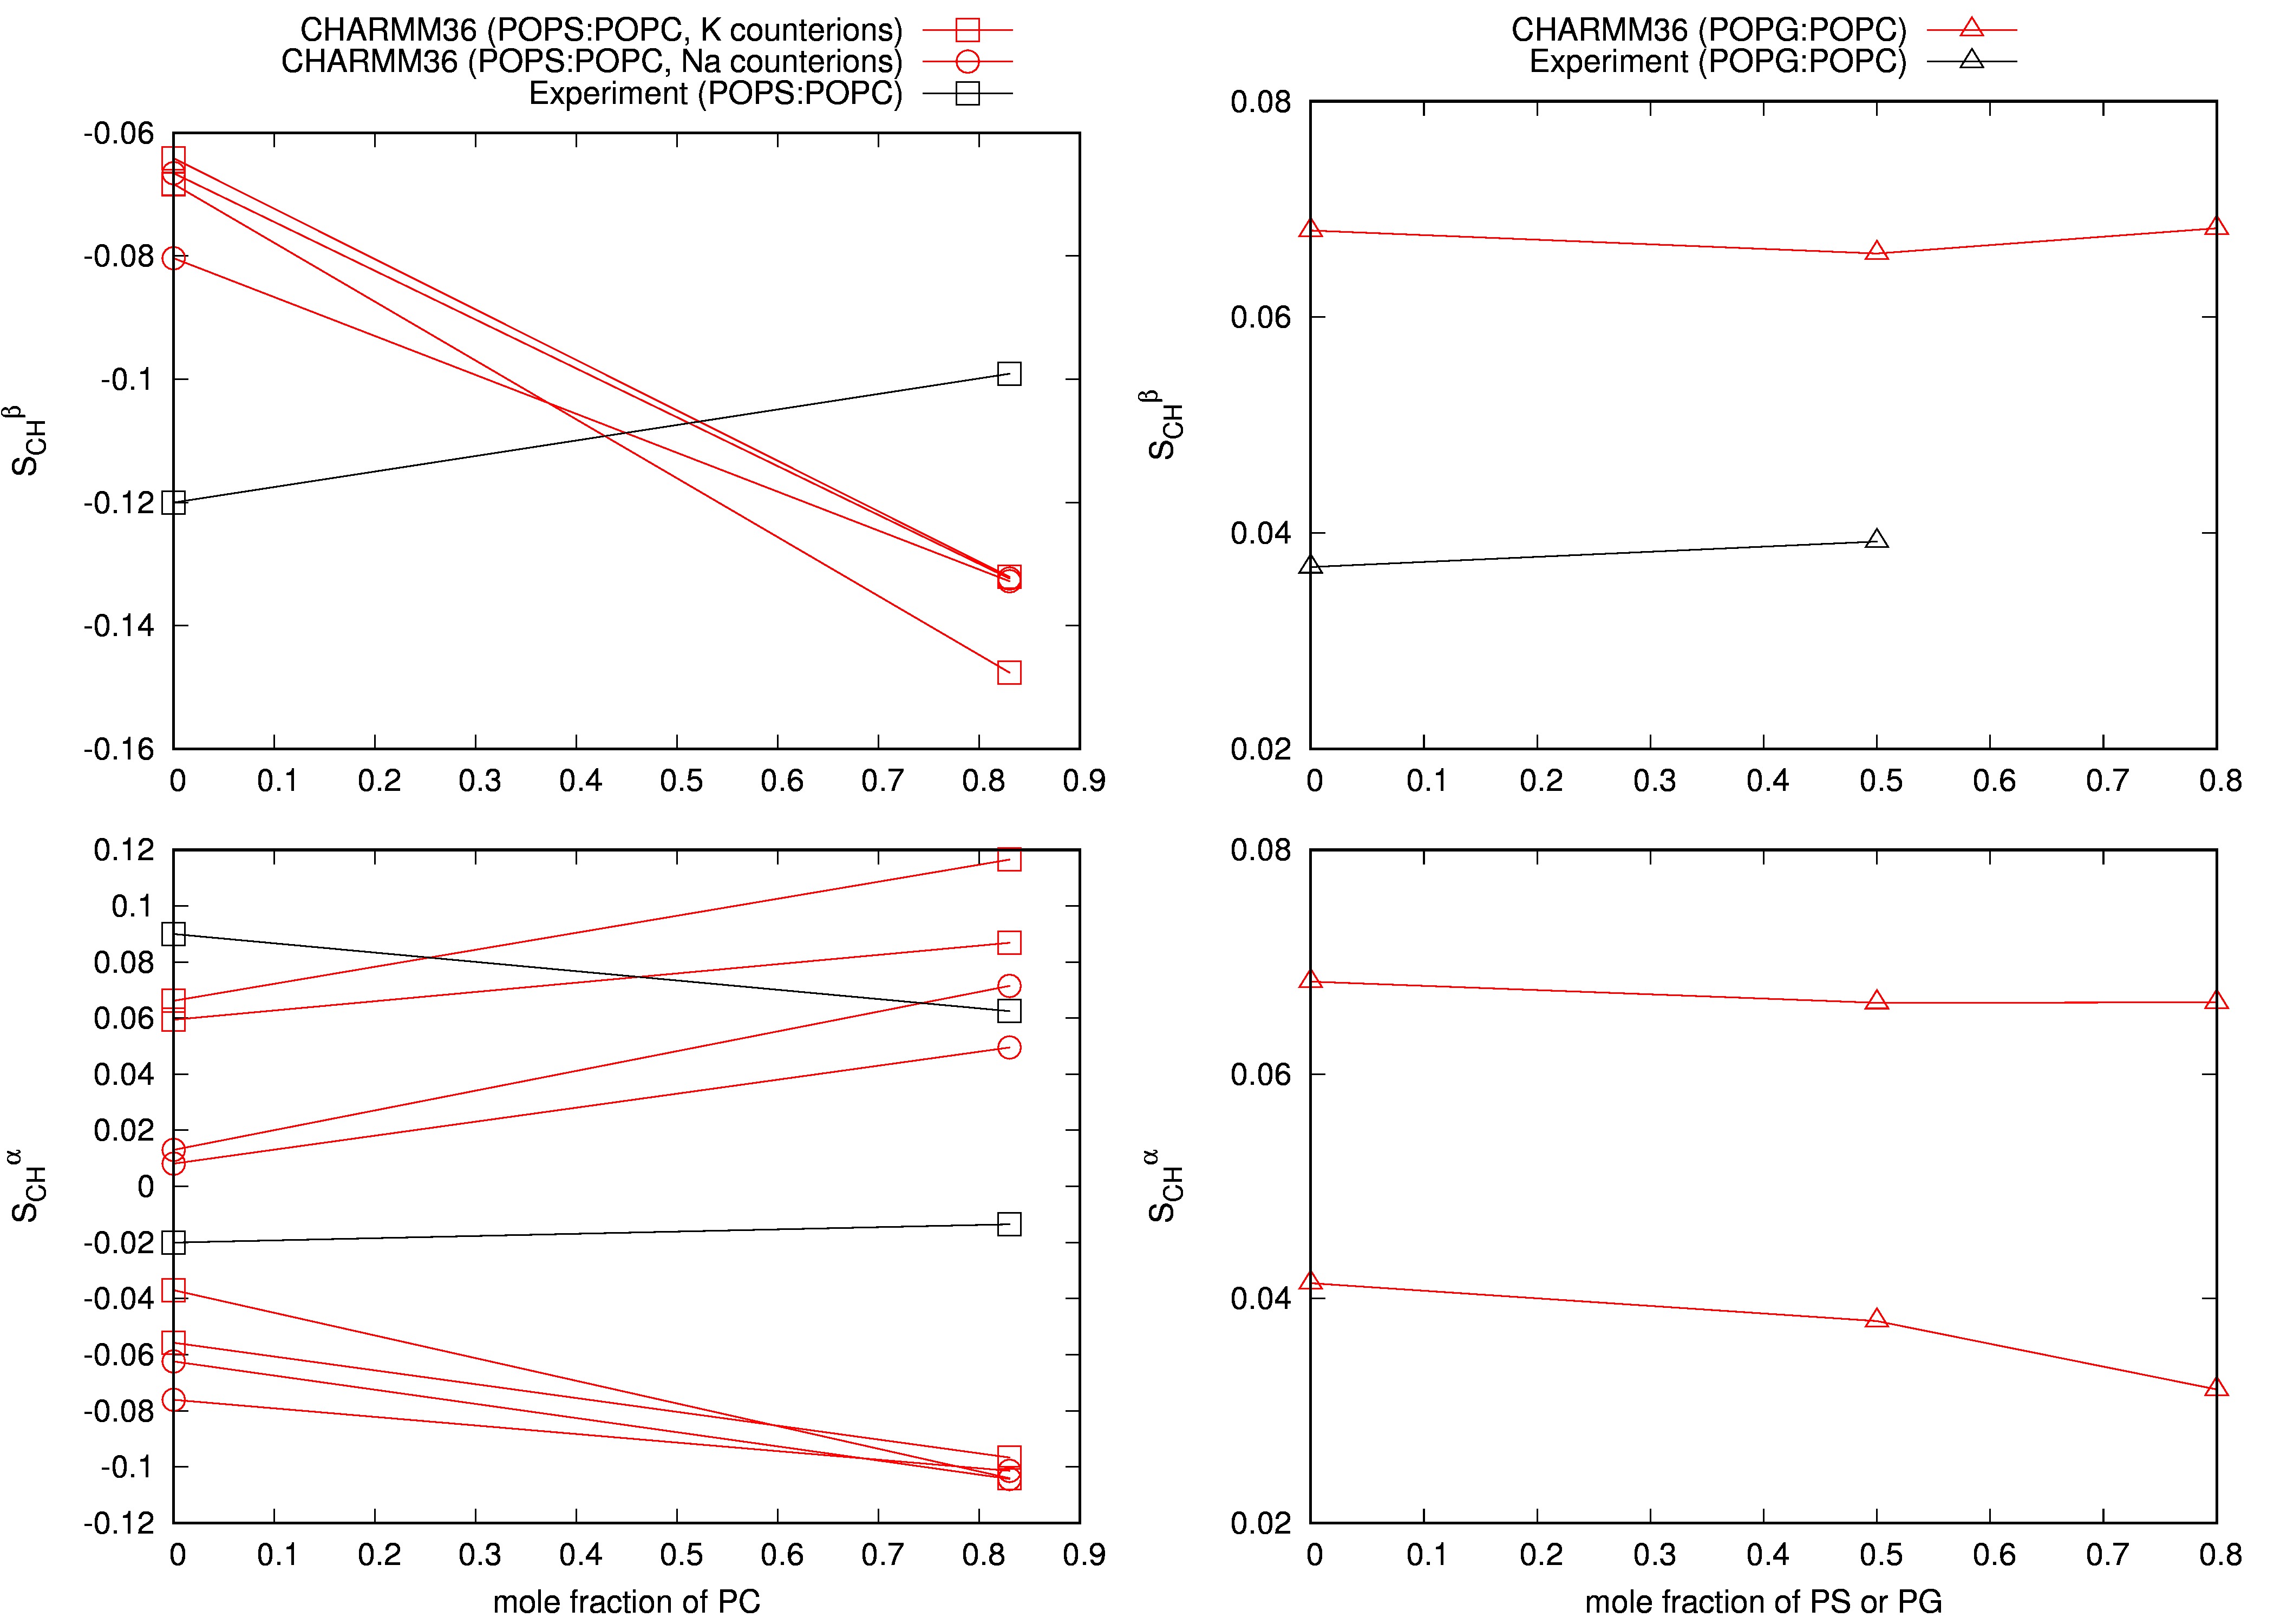 CHARMM36 (POPS:POPC, K counterions)
CHARMM36 (POPS:POPC, Na counterions)
Experiment (POPS:POPC)
-0.06
-0.08
-0.1
-0.12
-0.14
-0.16
0 0.1 0.2 0.3 0.4 0.5 0.6 0.7 0.8 0.9
SCHβ
CHARMM36 (POPG:POPC)
Experiment (POPG:POPC)
0.08
0.06
0.04
0.02
0 0.1 0.2 0.3 0.4 0.5 0.6 0.7 0.8
SCHβ
0.12
0.1
0.08
0.06
0.04
0.02
0
-0.02
-0.04
-0.06
-0.08
-0.1
-0.12
0 0.1 0.2 0.3 0.4 0.5 0.6 0.7 0.8 0.9
SCHα
mole fraction of PC
0.08
0.06
0.04
0.02
0 0.1 0.2 0.3 0.4 0.5 0.6 0.7 0.8
SCHα
mole fraction of PS or PG